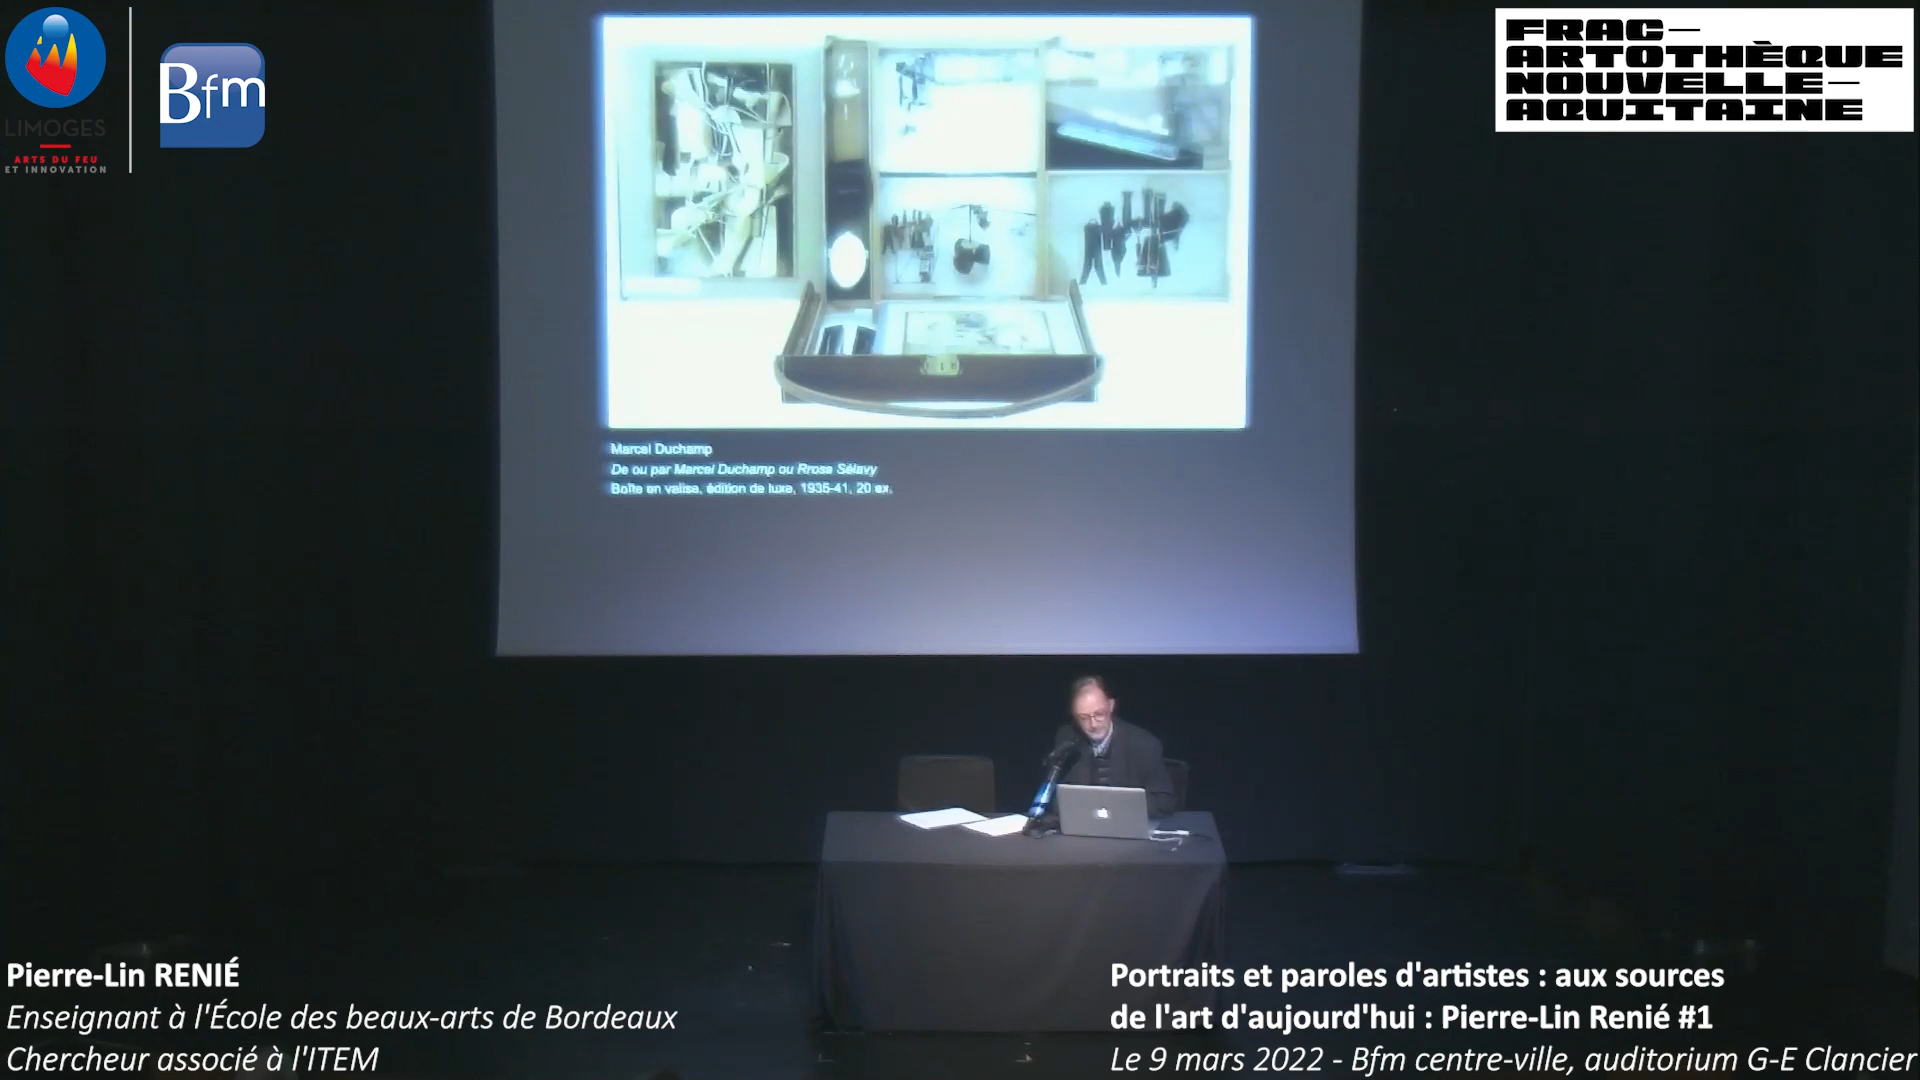 LIMOGES
ARTS DU FEU
ET INNOVATION
Bfm
FRAC—
ARTOTHÈQUE
NOUVELLE—
AQUITAINE
Marcel Duchamp
De ou par Marcel Duchamp ou Rrose Sélavy
Boîte en valise, édition de luxe, 1935-41, 20 ex.
Pierre-Lin RENIÉ
Enseignant à l'École des beaux-arts de Bordeaux
Chercheur associé à l'ITEM
Portraits et paroles d'artistes : aux sources
de l'art d'aujourd'hui : Pierre-Lin Renié #1
Le 9 mars 2022 - Bfm centre-ville, auditorium G-E Clancier